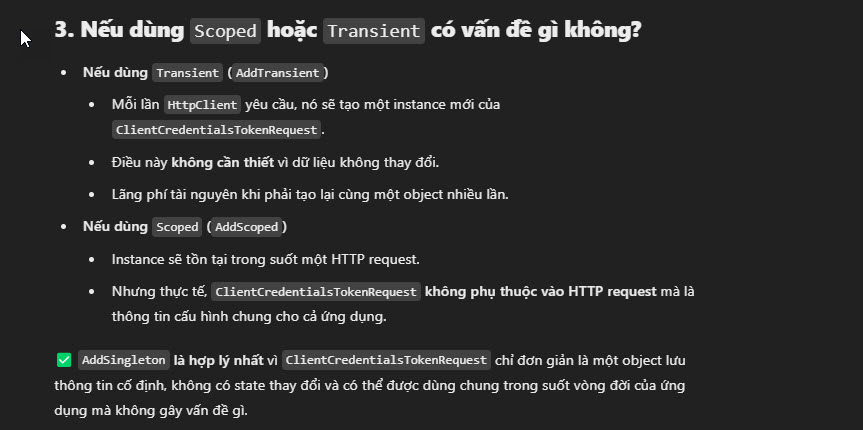 3. Nếu dùng Scoped hoặc Transient có vấn đề gì không?
• Nếu dùng Transient (AddTransient)
• Mỗi lần HttpClient yêu cầu, nó sẽ tạo một instance mới của
ClientCredentialsTokenRequest.
• Điều này không cần thiết vì dữ liệu không thay đổi.
• Lãng phí tài nguyên khi phải tạo lại cùng một object nhiều lần.
• Nếu dùng Scoped (AddScoped)
• Instance sẽ tồn tại trong suốt một HTTP request.
• Nhưng thực tế, ClientCredentialsTokenRequest không phụ thuộc vào HTTP request mà là
thông tin cấu hình chung cho cả ứng dụng.
✅ AddSingleton là hợp lý nhất vì ClientCredentialsTokenRequest chỉ đơn giản là một object lưu
thông tin cố định, không có state thay đổi và có thể được dùng chung trong suốt vòng đời của ứng
dụng mà không gây vấn đề gì.